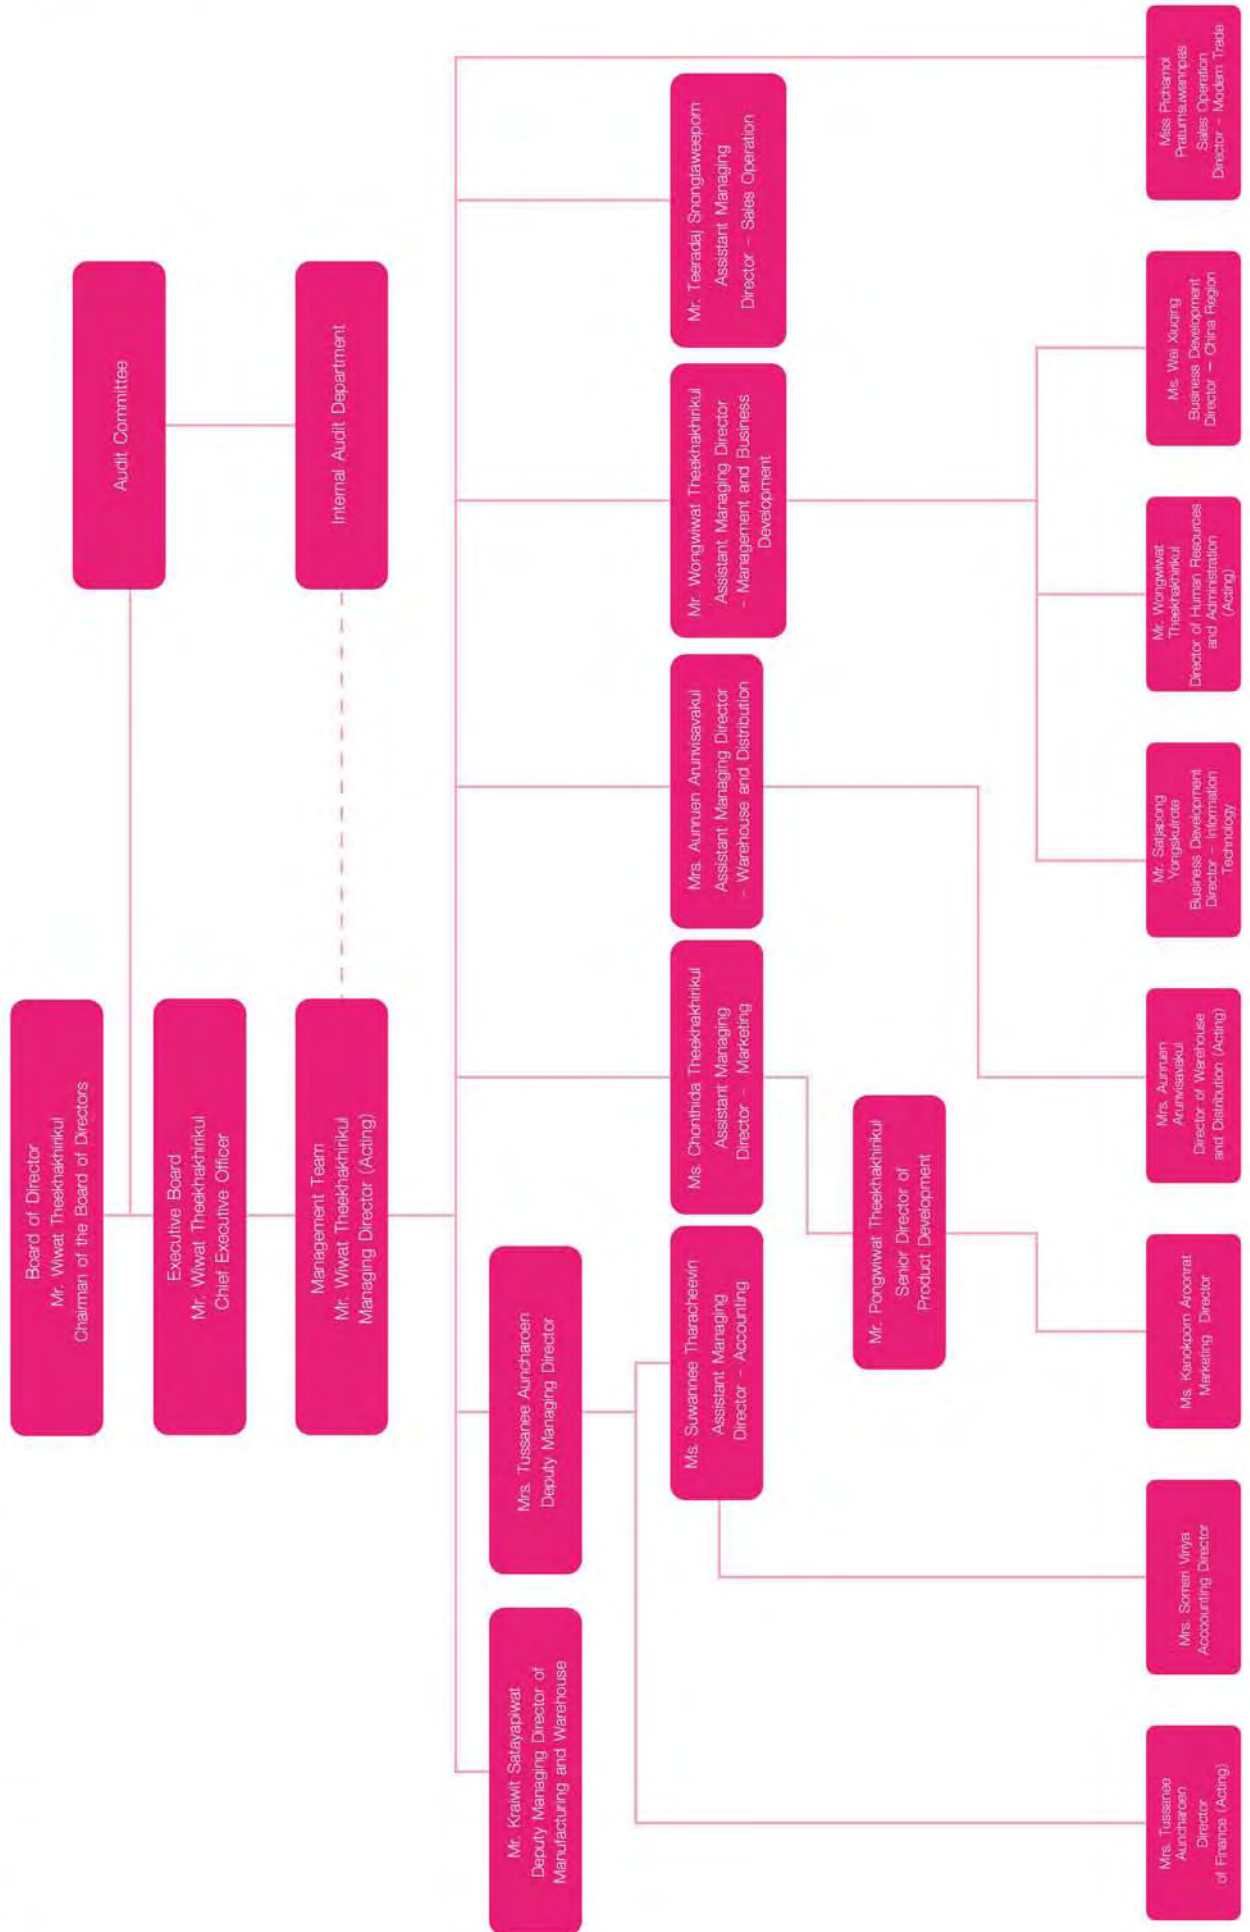 Board of Director
Mr. Wiwat Theekhakhirikul
Chairman of the Board of Directors
Audit Committee
Executive Board
Mr. Wiwat Theekhakhirikul
Chief Executive Officer
Management Team
Mr. Wiwat Theekhakhirikul
Managing Director (Acting)
Internal Audit Department
Mr. Kraiwit Satayapiwat
Deputy Managing Director of
Manufacturing and Warehouse
Mrs. Tussanee Auncharoen
Deputy Managing Director
Ms. Suwannee Tharacheevin
Assistant Managing
Director - Accounting
Ms. Chonthida Theekhakhirikul
Assistant Managing
Director - Marketing
Mrs. Aunruen Arunvisavakul
Assistant Managing Director
- Warehouse and Distribution
Mr. Wongwiwat Theekhakhirikul
Assistant Managing Director
- Management and Business
Development
Mr. Teeradaj Snongtaweeporn
Assistant Managing
Director - Sales Operation
Mr. Pongwiwat Theekhakhirikul
Senior Director of
Product Development
Mrs. Tussanee
Auncharoen
Director
of Finance (Acting)
Mrs. Somsri Viriya
Accoounting Director
Ms. Kanokporn Aroonrat
Marketing Director
Mrs. Aunruen
Arunvisavakul
Director of Warehouse
and Distribution (Acting)
Mr. Satjapong
Yongskulrote
Business Development
Director - Information
Technology
Mr. Wongwiwat
Theekhakhirikul
Director of Human Resources
and Administration
(Acting)
Ms. Wei Xiuqing
Business Development
Director – China Region
Miss Pichamol
Pratumsuwannpas
Sales Operation
Director - Modern Trade